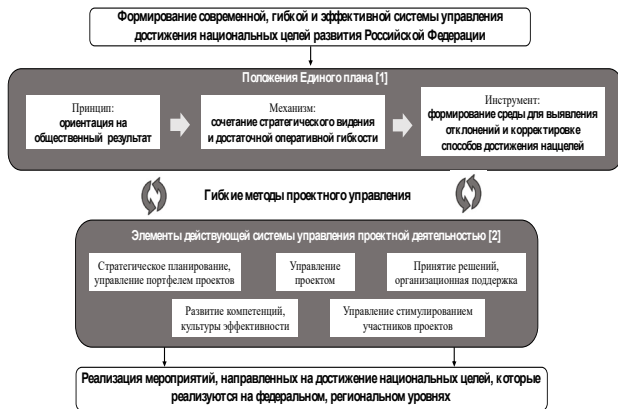 Формирование современной, гибкой и эффективной системы управления
достижения национальных целей развития Российской Федерации
Положения Единого плана [1]
Принцип:
ориентация на
общественный результат
Механизм:
сочетание стратегического видения
и достаточной оперативной гибкости
Инструмент:
формирование среды для выявления
отклонений и корректировке
способов достижения наццелей
Гибкие методы проектного управления
Элементы действующей системы управления проектной деятельностью [2]
Стратегическое планирование,
управление портфелем проектов
Управление
проектом
Принятие решений,
организационная поддержка
Развитие компетенций,
культуры эффективности
Управление стимулированием
участников проектов
Реализация мероприятий, направленных на достижение национальных целей, которые
реализуются на федеральном, региональном уровнях